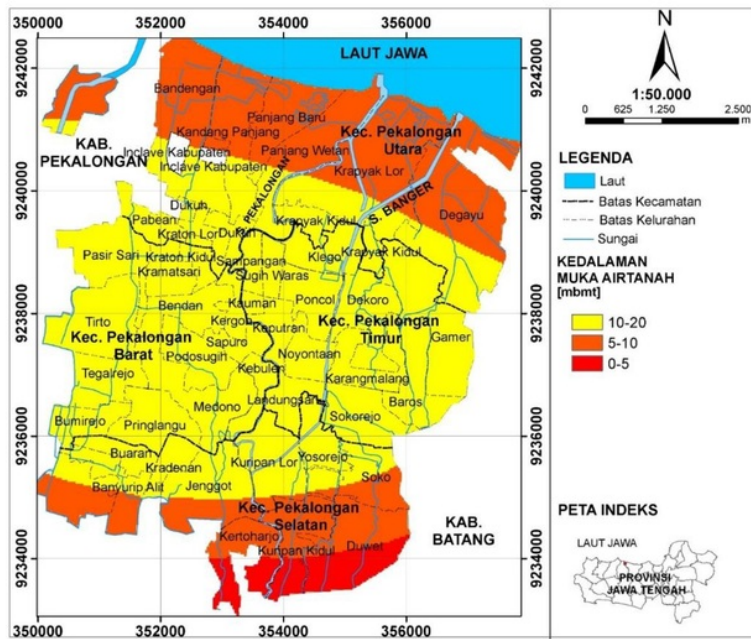 350000 352000 354000 356000
9242000
9240000
9238000
9236000
9234000
LAUT JAWA
Bandengan
Panjang Baru
Kandang Panjang
Kec. Pekalongan
Utara
KAB.
PEKALONGAN
Inclave Kabupaten
Inclave Kabupaten
Panjang Wetan
Krapyak Lor
PEKALONGAN
S. BANGER
Dukuh
Degayu
Pabean
Krapyak Kidul
Kraton Lor
Dukuh
Pasir Sari
Kraton Kidul
Sampangan
Klego
Krapyak Kidul
Kramatsari
Sugih Waras
Bendan
Kauman
Poncol
Dekoro
Tirto
Kergon
Keputran
Kec. Pekalongan
Timur
Kec. Pekalongan
Barat
Sapuro
Gamer
Podosugih
Noyontaan
Tegalrejo
Kebulen
Karangmalang
Medono
Landungsari
Baros
Bumirejo
Pringlangu
Sokorejo
Buaran
Kuripan Lor
Yosorejo
Kradenan
Banyurip Alit
Jenggot
Soko
Kec. Pekalongan
Selatan
KAB.
BATANG
Kertoharjo
Kuripan Kidul
Duwet
350000 352000 354000 356000
9242000
9240000
9238000
9236000
9234000
N
1:50.000
0 625 1.250 2.500
m
LEGENDA
Laut
Batas Kecamatan
Batas Kelurahan
Sungai
KEDALAMAN
MUKA AIRTANAH
[mbmt]
10-20
5-10
0-5
PETA INDEKS
LAUT JAWA
PROVINSI
JAWA TENGAH